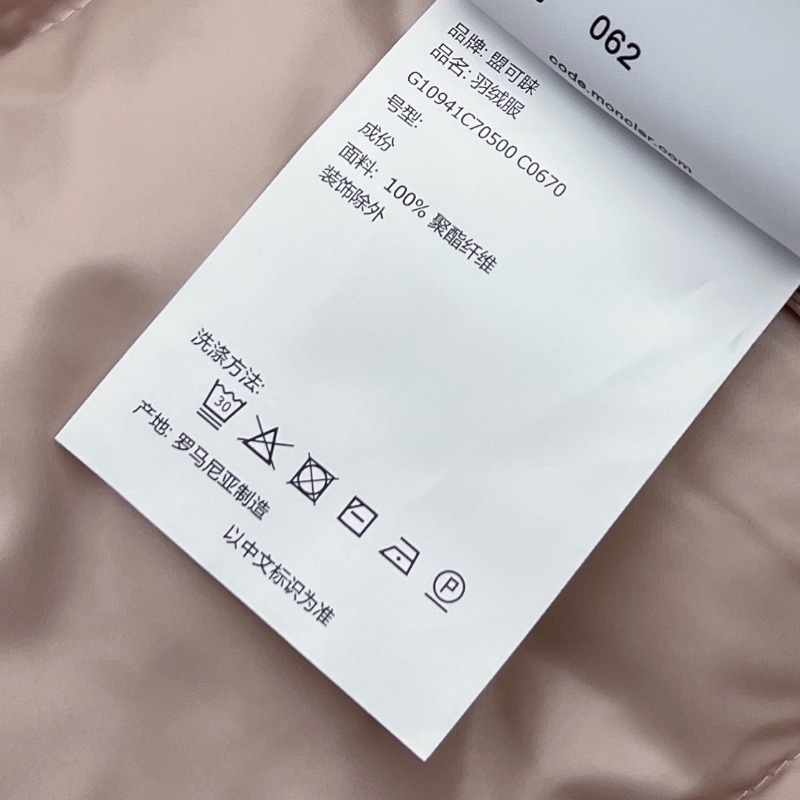 062
code.moncler.com
品牌: 盟可睐
品名: 羽绒服
G10941C70500 C0670
号型:
成份
面料: 100% 聚酯纤维
装饰除外
洗涤方法:
30
P
产地: 罗马尼亚制造
以中文标识为准